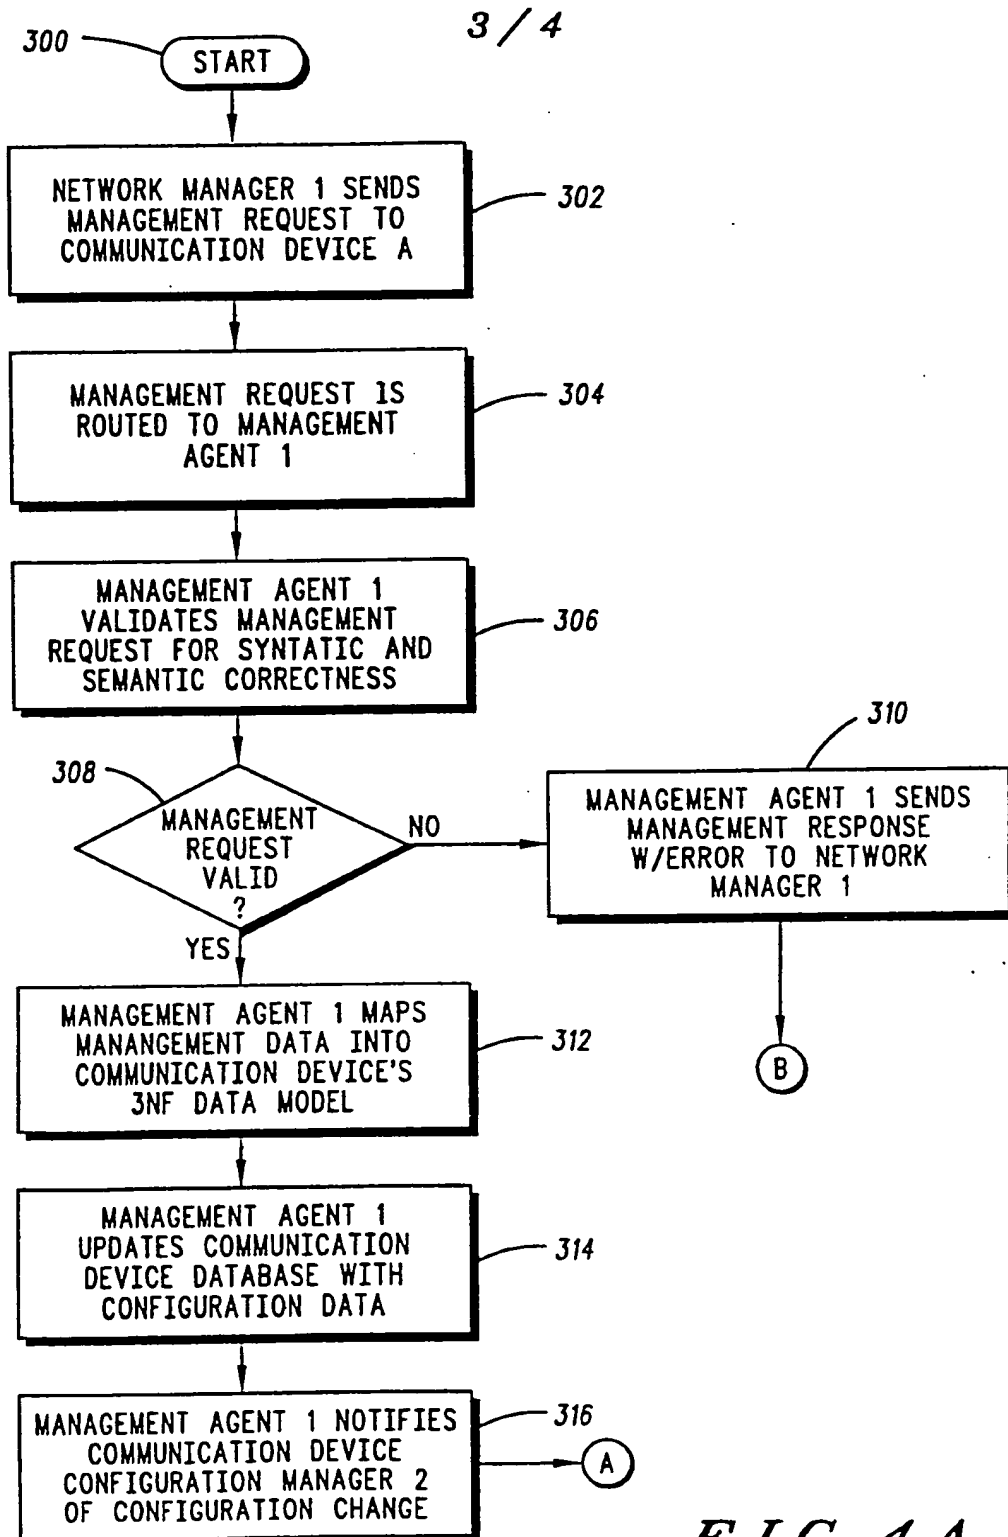 3/4
300
START
NETWORK MANAGER 1 SENDS
MANAGEMENT REQUEST TO
COMMUNICATION DEVICE A
302
MANAGEMENT REQUEST IS
ROUTED TO MANAGEMENT
AGENT 1
304
MANAGEMENT AGENT 1
VALIDATES MANAGEMENT
REQUEST FOR SYNTATIC AND
SEMANTIC CORRECTNESS
306
308
MANAGEMENT
REQUEST
VALID
?
NO
YES
310
MANAGEMENT AGENT 1 SENDS
MANAGEMENT RESPONSE
W/ERROR TO NETWORK
MANAGER 1
B
MANAGEMENT AGENT 1 MAPS
MANANGEMENT DATA INTO
COMMUNICATION DEVICE'S
3NF DATA MODEL
312
MANAGEMENT AGENT 1
UPDATES COMMUNICATION
DEVICE DATABASE WITH
CONFIGURATION DATA
314
MANAGEMENT AGENT 1 NOTIFIES
COMMUNICATION DEVICE
CONFIGURATION MANAGER 2
OF CONFIGURATION CHANGE
316
A
FIG. 4A